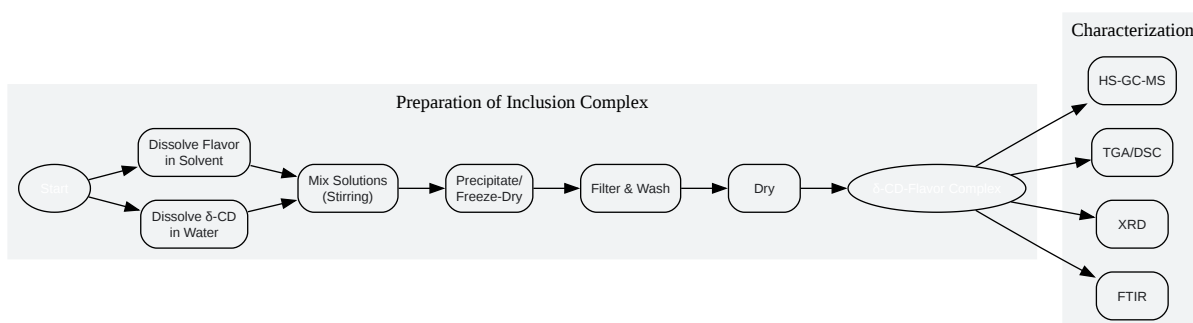 Characterization
HS-GC-MS
Preparation of Inclusion Complex
Dissolve Flavor
in Solvent
TGA/DSC
Start
Mix Solutions
(Stirring)
Precipitate/
Freeze-Dry
Filter & Wash
Dry
δ-CD-Flavor Complex
Dissolve δ-CD
in Water
XRD
FTIR